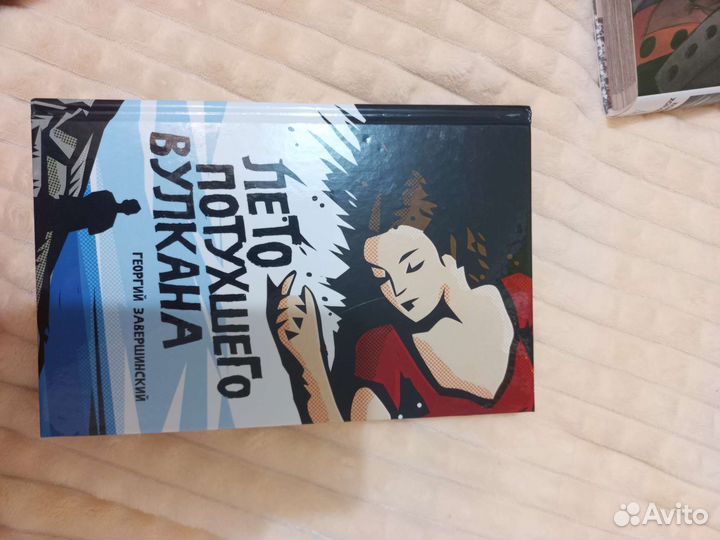 ЛЕТО
ПОТУХШЕГО
ВУЛКАНА
ГЕОРГИЙ ЗАВЕРШИНСКИЙ
Avito